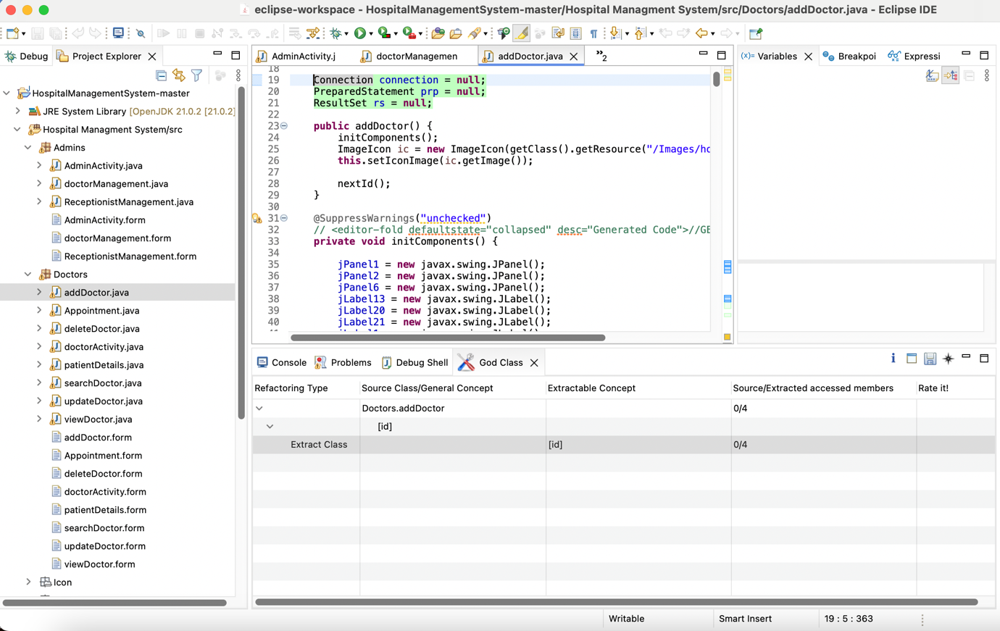 eclipse-workspace - HospitalManagementSystem-master/Hospital Managment System/src/Doctors/addDoctor.java - Eclipse IDE
Debug
Project Explorer
HospitalManagementSystem-master
JRE System Library [OpenJDK 21.0.2 [21.0.2]
Hospital Managment System/src
Admins
AdminActivity.java
doctorManagement.java
ReceptionistManagement.java
AdminActivity.form
doctorManagement.form
ReceptionistManagement.form
Doctors
addDoctor.java
Appointment.java
deleteDoctor.java
doctorActivity.java
patientDetails.java
searchDoctor.java
updateDoctor.java
viewDoctor.java
addDoctor.form
Appointment.form
deleteDoctor.form
doctorActivity.form
patientDetails.form
searchDoctor.form
updateDoctor.form
viewDoctor.form
Icon
AdminActivity.j
doctorManagemen
addDoctor.java
»2
18
19 Connection connection = null;
20 PreparedStatement prp = null;
21 ResultSet rs = null;
22
23 public addDoctor() {
24 initComponents();
25 ImageIcon ic = new ImageIcon(getClass().getResource("/Images/ho
26 this.setIconImage(ic.getImage());
27
28 nextId();
29 }
30
31 @SuppressWarnings("unchecked")
32 // <editor-fold defaultstate="collapsed" desc="Generated Code">//GE
33 private void initComponents() {
34
35 jPanel1 = new javax.swing.JPanel();
36 jPanel2 = new javax.swing.JPanel();
37 jPanel6 = new javax.swing.JPanel();
38 jLabel13 = new javax.swing.JLabel();
39 jLabel20 = new javax.swing.JLabel();
40 jLabel21 = new javax.swing.JLabel();
(x)= Variables
Breakpoi
Expressi
Console
Problems
Debug Shell
God Class
Refactoring Type
Source Class/General Concept
Extractable Concept
Source/Extracted accessed members
Rate it!
Doctors.addDoctor
0/4
[id]
Extract Class
[id]
0/4
Writable
Smart Insert
19 : 5 : 363